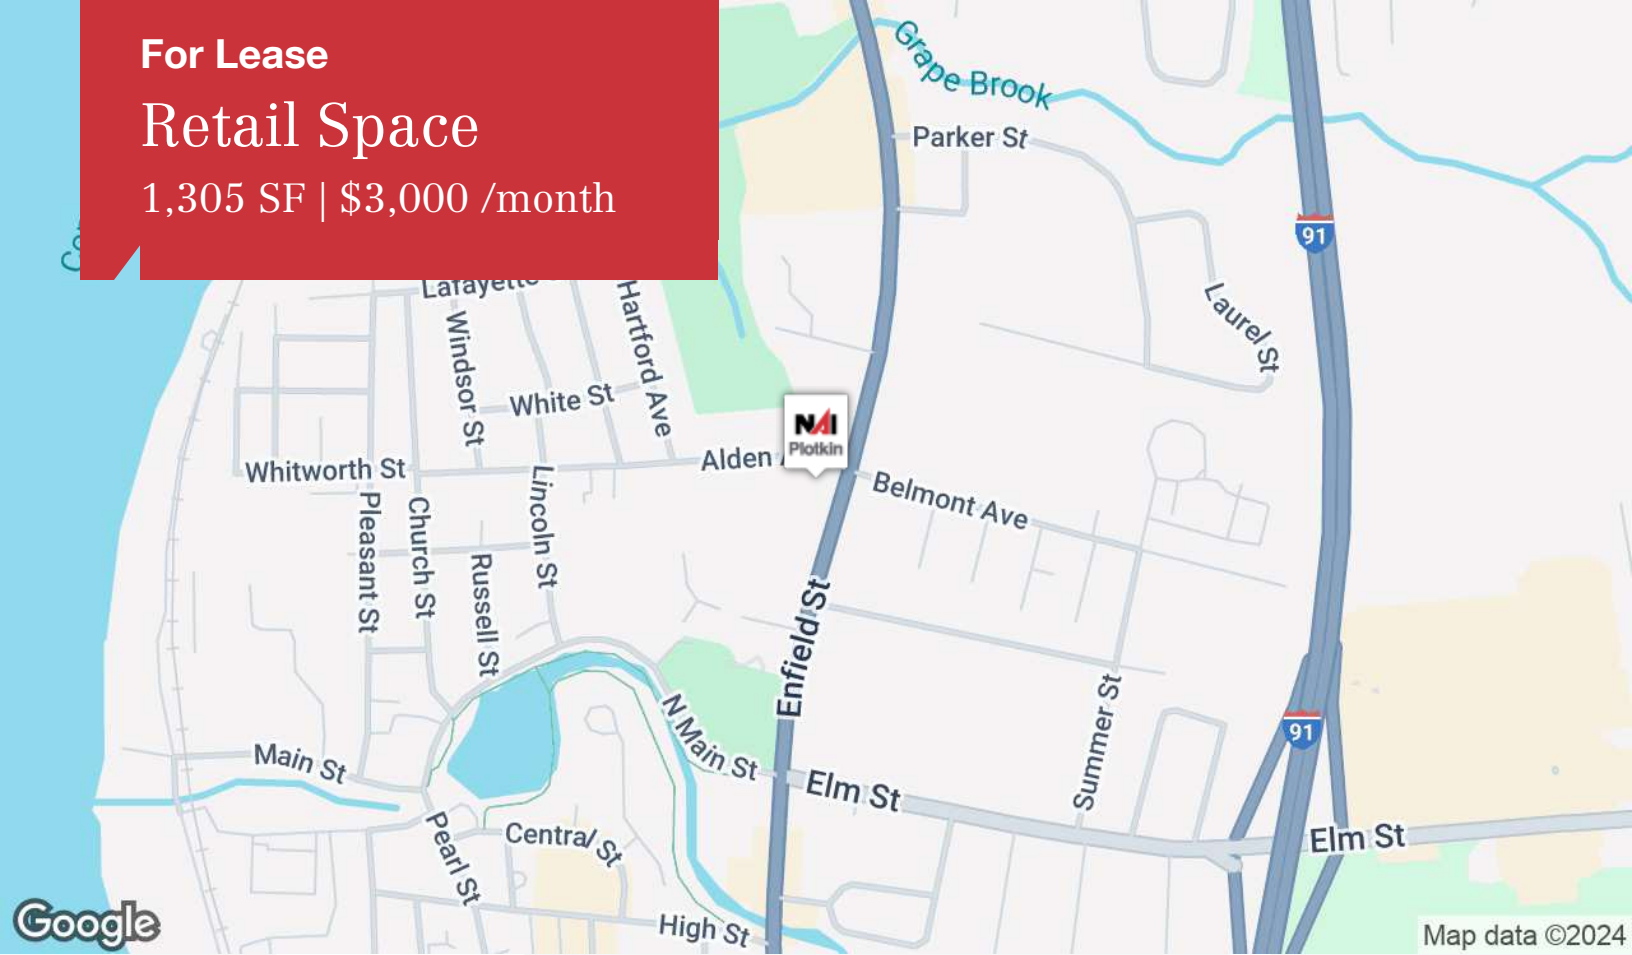 For Lease
Retail Space
1,305 SF | $3,000 /month
Grape Brook
Parker St
91
Laurel St
Hartford Ave
Windsor St
White St
NAI
Plotkin
Alden
Whitworth St
Belmont Ave
Lincoln St
Pleasant St
Church St
Russell St
Enfield St
N Main St
Summer St
91
Main St
Elm St
Elm St
Pearl St
Central St
High St
Google
Map data ©2024